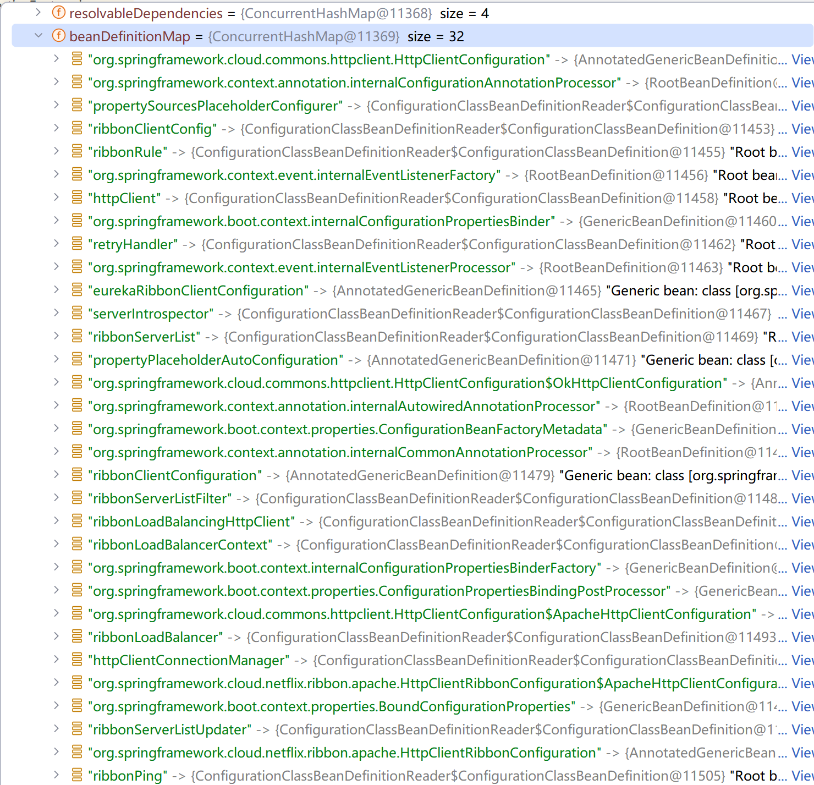 resolvableDependencies = {ConcurrentHashMap@11368} size = 4
beanDefinitionMap = {ConcurrentHashMap@11369} size = 32
"org.springframework.cloud.commons.httpclient.HttpClientConfiguration" -> {AnnotatedGenericBeanDefinitic... View
"org.springframework.context.annotation.internalConfigurationAnnotationProcessor" -> {RootBeanDefinition(... View
"propertySourcesPlaceholderConfigurer" -> {ConfigurationClassBeanDefinitionReader$ConfigurationClassBean... View
"ribbonClientConfig" -> {ConfigurationClassBeanDefinitionReader$ConfigurationClassBeanDefinition@11453} ... View
"ribbonRule" -> {ConfigurationClassBeanDefinitionReader$ConfigurationClassBeanDefinition@11455} "Root b... View
"org.springframework.context.event.internalEventListenerFactory" -> {RootBeanDefinition@11456} "Root bean... View
"httpClient" -> {ConfigurationClassBeanDefinitionReader$ConfigurationClassBeanDefinition@11458} "Root be... View
"org.springframework.boot.context.internalConfigurationPropertiesBinder" -> {GenericBeanDefinition@11460... View
"retryHandler" -> {ConfigurationClassBeanDefinitionReader$ConfigurationClassBeanDefinition@11462} "Root ... View
"org.springframework.context.event.internalEventListenerProcessor" -> {RootBeanDefinition@11463} "Root b... View
"eurekaRibbonClientConfiguration" -> {AnnotatedGenericBeanDefinition@11465} "Generic bean: class [org.sp... View
"serverIntrospector" -> {ConfigurationClassBeanDefinitionReader$ConfigurationClassBeanDefinition@11467} ... View
"ribbonServerList" -> {ConfigurationClassBeanDefinitionReader$ConfigurationClassBeanDefinition@11469} "R... View
"propertyPlaceholderAutoConfiguration" -> {AnnotatedGenericBeanDefinition@11471} "Generic bean: class [c... View
"org.springframework.cloud.commons.httpclient.HttpClientConfiguration$OkHttpClientConfiguration" -> {Anr... View
"org.springframework.context.annotation.internalAutowiredAnnotationProcessor" -> {RootBeanDefinition@11... View
"org.springframework.boot.context.properties.ConfigurationBeanFactoryMetadata" -> {GenericBeanDefinition... View
"org.springframework.context.annotation.internalCommonAnnotationProcessor" -> {RootBeanDefinition@114... View
"ribbonClientConfiguration" -> {AnnotatedGenericBeanDefinition@11479} "Generic bean: class [org.springfrar... View
"ribbonServerListFilter" -> {ConfigurationClassBeanDefinitionReader$ConfigurationClassBeanDefinition@1148... View
"ribbonLoadBalancingHttpClient" -> {ConfigurationClassBeanDefinitionReader$ConfigurationClassBeanDefinit... View
"ribbonLoadBalancerContext" -> {ConfigurationClassBeanDefinitionReader$ConfigurationClassBeanDefinition(... View
"org.springframework.boot.context.internalConfigurationPropertiesBinderFactory" -> {GenericBeanDefinition... View
"org.springframework.boot.context.properties.ConfigurationPropertiesBindingPostProcessor" -> {GenericBean... View
"org.springframework.cloud.commons.httpclient.HttpClientConfiguration$ApacheHttpClientConfiguration" -> ... View
"ribbonLoadBalancer" -> {ConfigurationClassBeanDefinitionReader$ConfigurationClassBeanDefinition@11493... View
"httpClientConnectionManager" -> {ConfigurationClassBeanDefinitionReader$ConfigurationClassBeanDefiniti... View
"org.springframework.cloud.netflix.ribbon.apache.HttpClientRibbonConfiguration$ApacheHttpClientConfigura... View
"org.springframework.boot.context.properties.BoundConfigurationProperties" -> {GenericBeanDefinition@114... View
"ribbonServerListUpdater" -> {ConfigurationClassBeanDefinitionReader$ConfigurationClassBeanDefinition@1... View
"org.springframework.cloud.netflix.ribbon.apache.HttpClientRibbonConfiguration" -> {AnnotatedGenericBean... View
"ribbonPing" -> {ConfigurationClassBeanDefinitionReader$ConfigurationClassBeanDefinition@11505} "Root b... View